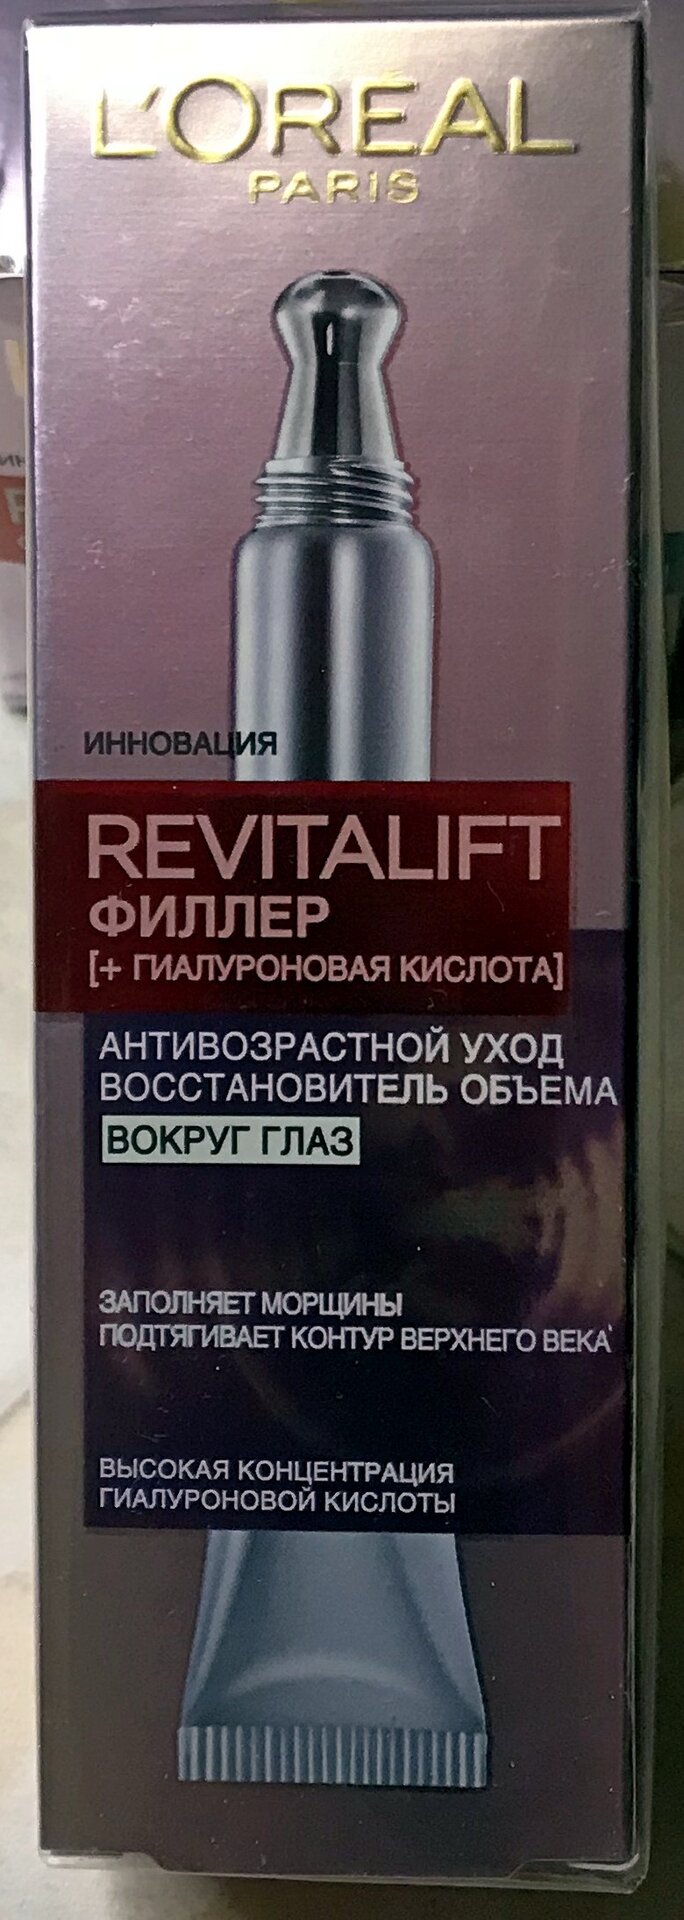 L'ORÉAL
PARIS
ИННОВАЦИЯ
REVITALIFT
ФИЛЛЕР
[+ ГИАЛУРОНОВАЯ КИСЛОТА]
АНТИВОЗРАСТНОЙ УХОД
ВОССТАНОВИТЕЛЬ ОБЪЕМА
ВОКРУГ ГЛАЗ
ЗАПОЛНЯЕТ МОРЩИНЫ
ПОДТЯГИВАЕТ КОНТУР ВЕРХНЕГО ВЕКА
ВЫСОКАЯ КОНЦЕНТРАЦИЯ
ГИАЛУРОНОВОЙ КИСЛОТЫ